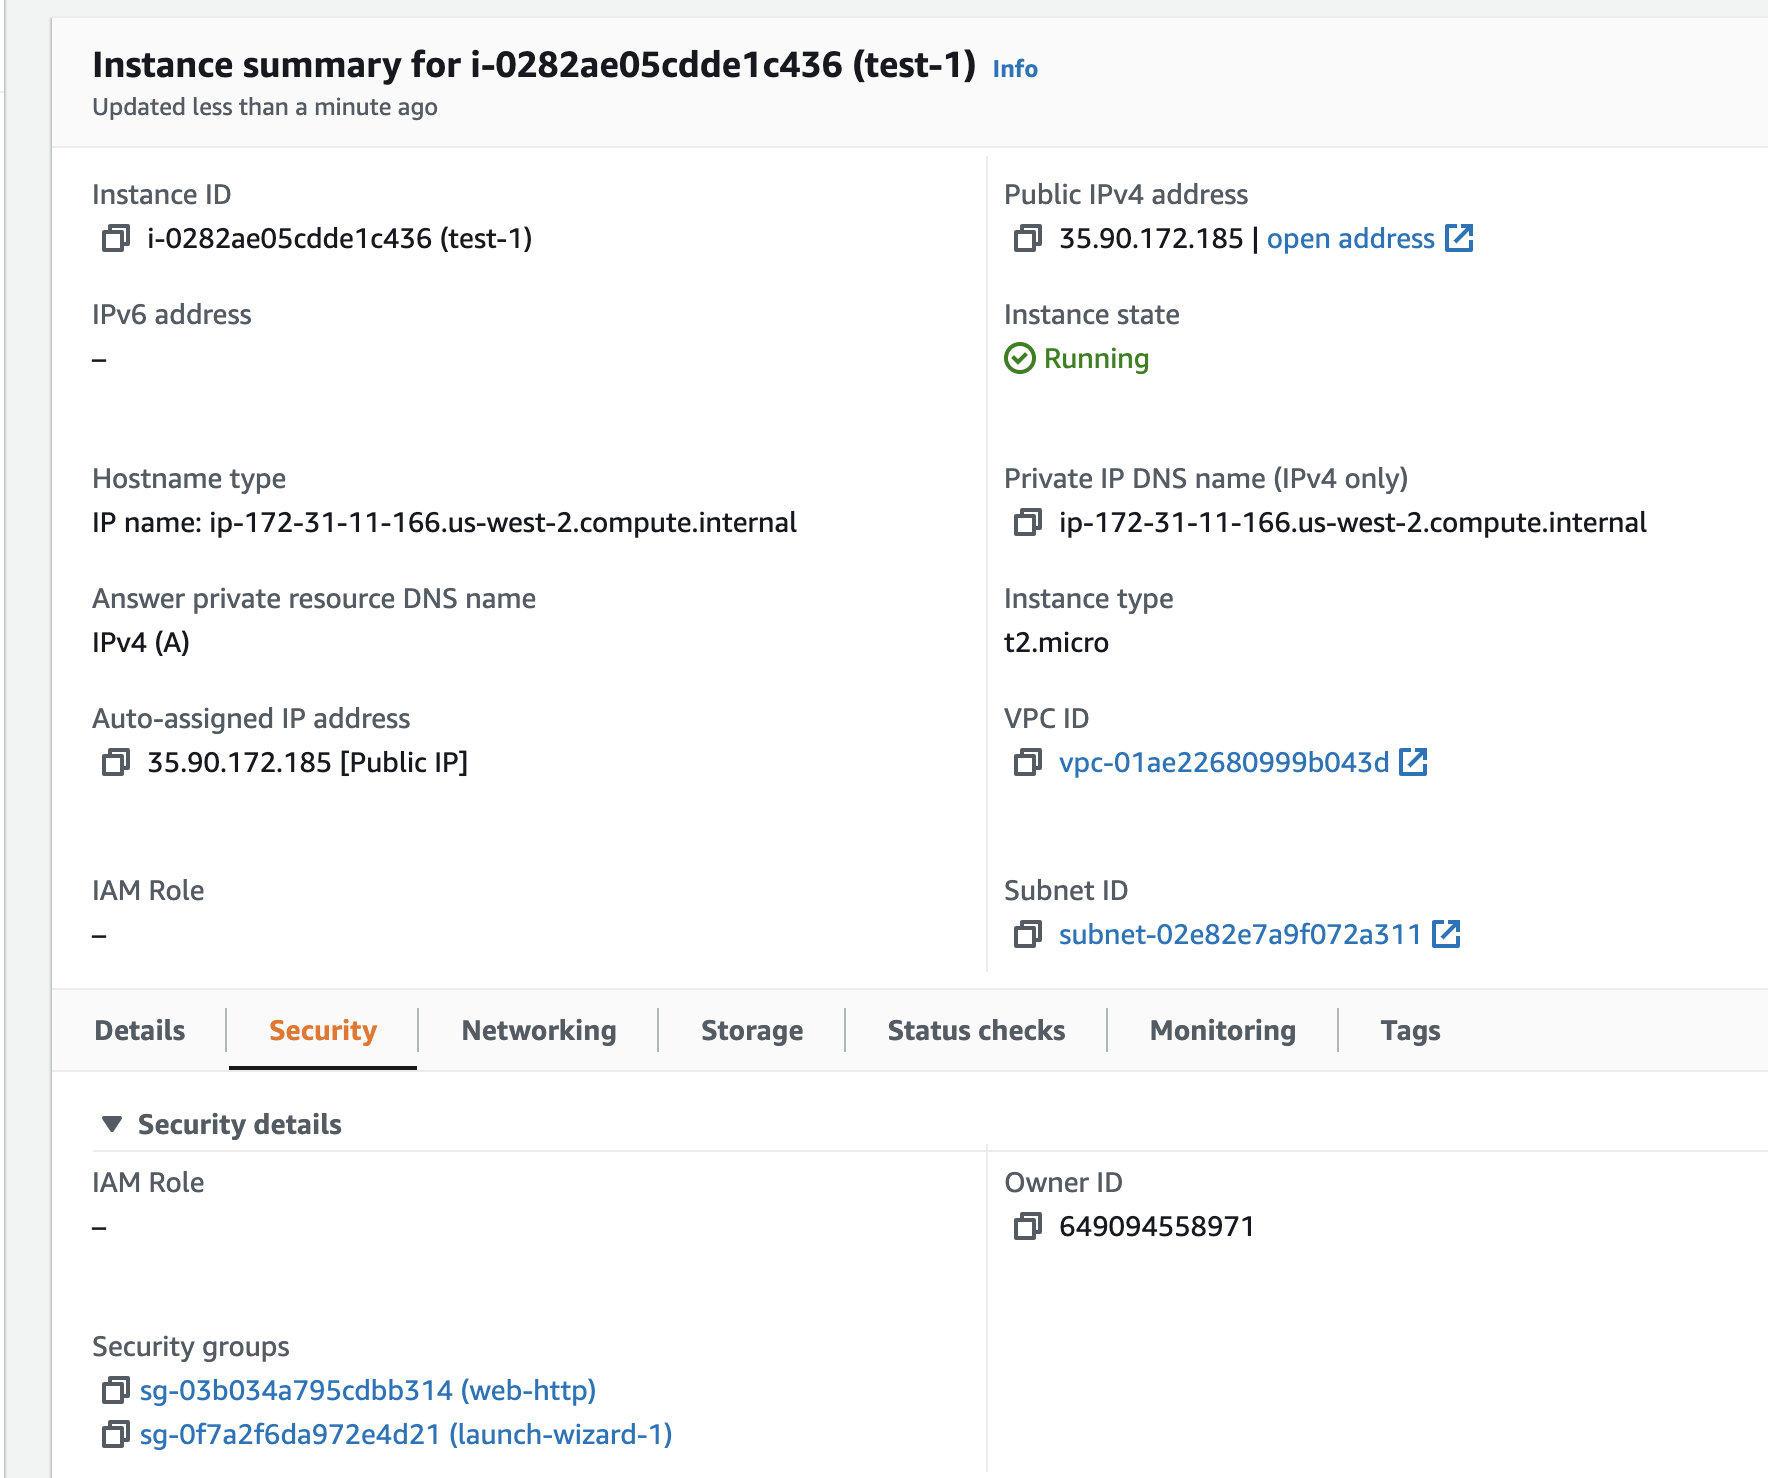 Instance summary for i-0282ae05cdde1c436 (test-1) Info
Updated less than a minute ago
Instance ID
i-0282ae05cdde1c436 (test-1)
Public IPv4 address
35.90.172.185 | open address
IPv6 address
–
Instance state
Running
Hostname type
IP name: ip-172-31-11-166.us-west-2.compute.internal
Private IP DNS name (IPv4 only)
ip-172-31-11-166.us-west-2.compute.internal
Answer private resource DNS name
IPv4 (A)
Instance type
t2.micro
Auto-assigned IP address
35.90.172.185 [Public IP]
VPC ID
vpc-01ae22680999b043d
IAM Role
–
Subnet ID
subnet-02e82e7a9f072a311
Details Security Networking Storage Status checks Monitoring Tags
Security details
IAM Role
–
Owner ID
649094558971
Security groups
sg-03b034a795cdbb314 (web-http)
sg-0f7a2f6da972e4d21 (launch-wizard-1)